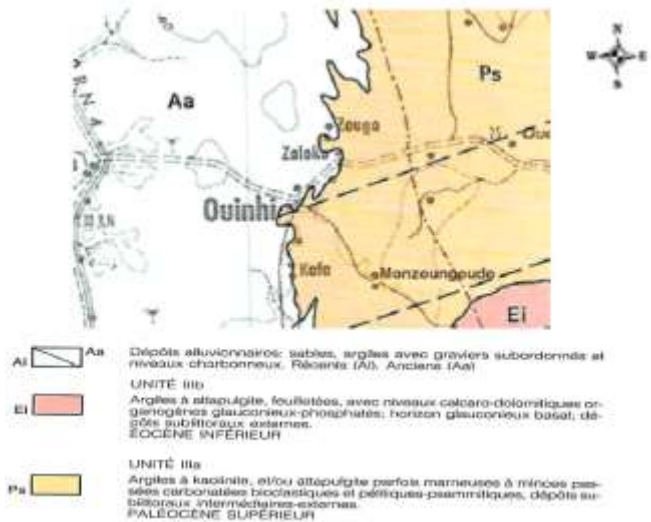 N
W E
S
Aa
Ps
Zouga
Zaloko
Ouinhi
Kafa
Monzoungoudo
Ei
Al Aa Dépôts alluvionnaires: sables, argiles avec graviers subordonnés et
niveaux charbonneux. Récents (Al). Anciens (Aa)
UNITÉ IIIb
Ei Argiles à attapulgite, feuilletées, avec niveaux calcaro-dolomitiques or-
ganogènes glauconieux-phosphatés; horizon glauconieux basal; dé-
pôts sublittoraux externes.
ÉOCÈNE INFÉRIEUR
UNITÉ IIIa
Ps Argiles à kaolinite, et/ou attapulgite parfois marneuses à minces pas-
sées carbonatées bioclastiques et pélitiques-psammitiques, dépôts su-
blittoraux intermédiaires-externes.
PALÉOCÈNE SUPÉRIEUR